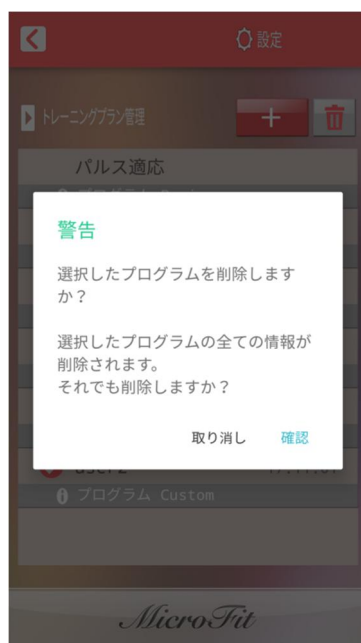 設定
トレーニングプラン管理
+
パルス適応
警告
選択したプログラムを削除します
か？
選択したプログラムの全ての情報が
削除されます。
それでも削除しますか？
取り消し 確認
プログラム Custom
MicroFit